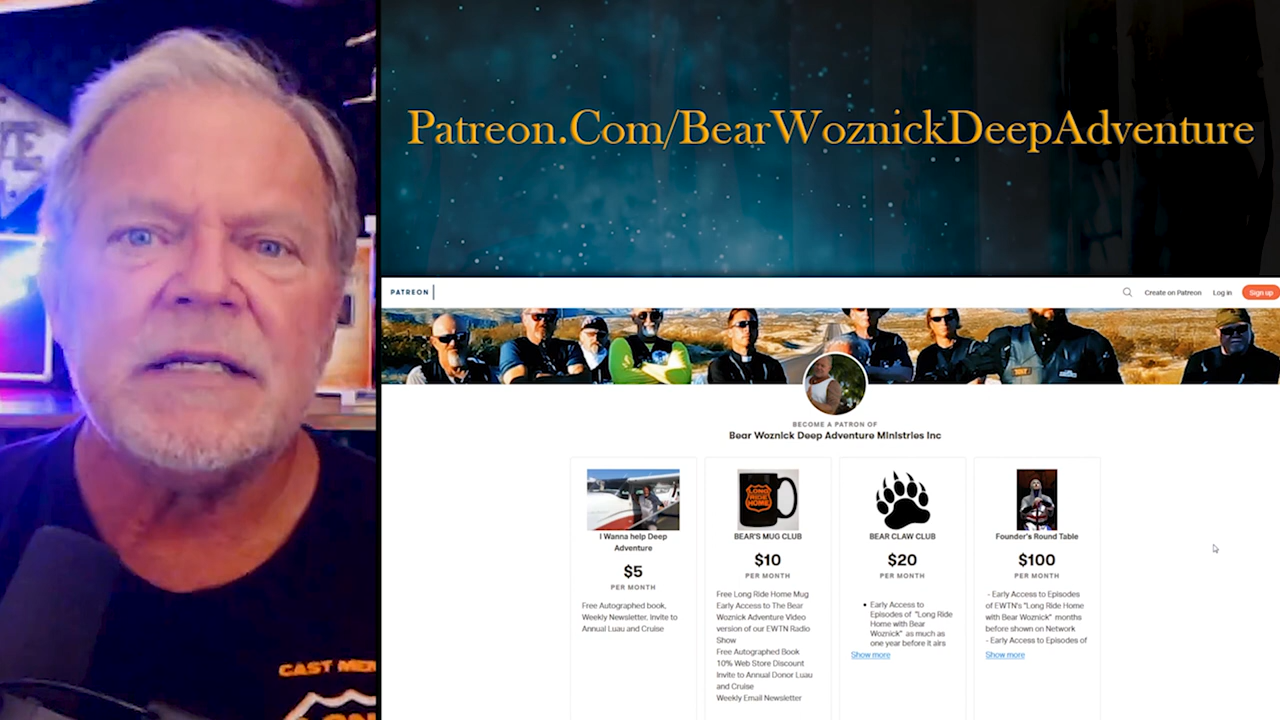 Patreon.Com/BearWoznickDeepAdventure
PATREON
Create on Patreon
Log in
Sign up
BECOME A PATRON OF
Bear Woznick Deep Adventure Ministries Inc
I Wanna help Deep
Adventure
$5
PER MONTH
Free Autographed book,
Weekly Newsletter, Invite to
Annual Luau and Cruise
LONG
RIDE
HOME
BEAR'S MUG CLUB
$10
PER MONTH
Free Long Ride Home Mug
Early Access to The Bear
Woznick Adventure Video
version of our EWTN Radio
Show
Free Autographed Book
10% Web Store Discount
Invite to Annual Donor Luau
and Cruise
Weekly Email Newsletter
BEAR CLAW CLUB
$20
PER MONTH
• Early Access to
Episodes of "Long Ride
Home with Bear
Woznick" as much as
one year before it airs
Show more
Founder's Round Table
$100
PER MONTH
- Early Access to Episodes
of EWTN's "Long Ride Home
with Bear Woznick" months
before shown on Network
- Early Access to Episodes of
Show more
CAST MEM